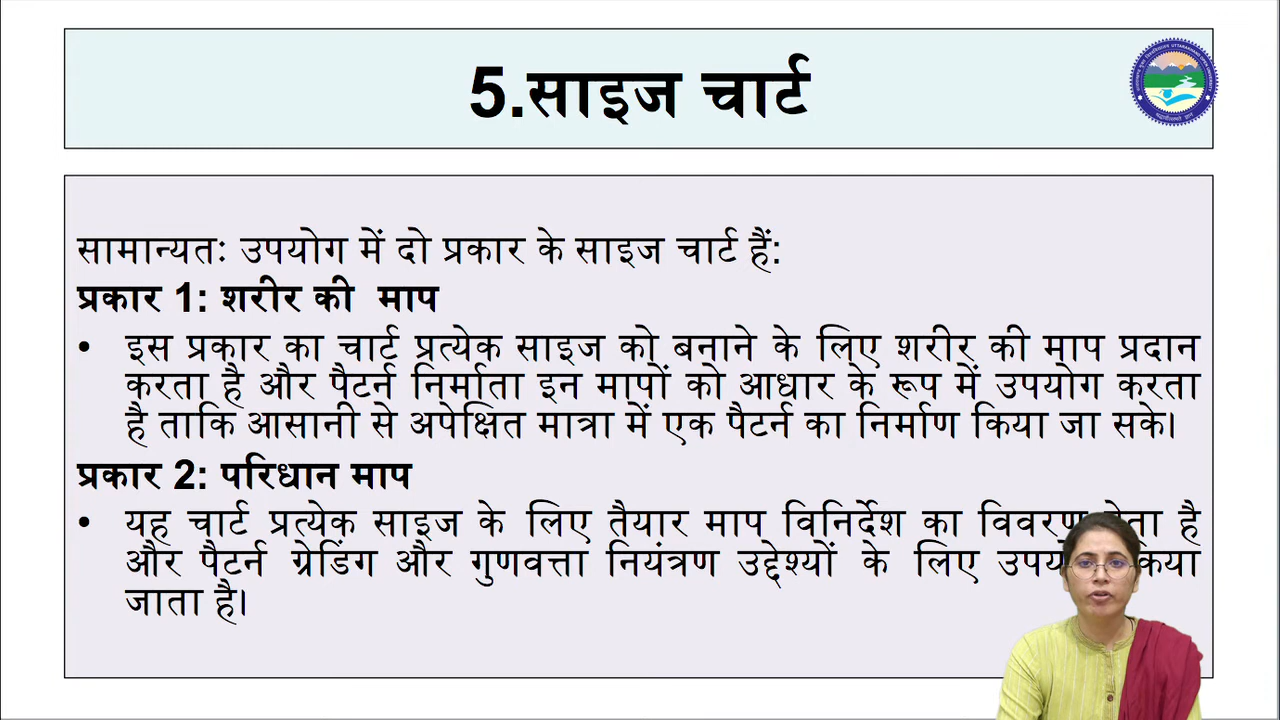 5.साइज चार्ट
सामान्यतः उपयोग में दो प्रकार के साइज चार्ट हैं:
प्रकार 1: शरीर की माप
• इस प्रकार का चार्ट प्रत्येक साइज को बनाने के लिए शरीर की माप प्रदान
करता है और पैटर्न निर्माता इन मापों को आधार के रूप में उपयोग करता
है ताकि आसानी से अपेक्षित मात्रा में एक पैटर्न का निर्माण किया जा सके।
प्रकार 2: परिधान माप
• यह चार्ट प्रत्येक साइज के लिए तैयार माप विनिर्देश का विवरण है
और पैटर्न ग्रेडिंग और गुणवत्ता नियंत्रण उद्देश्यों के लिए
जाता है।